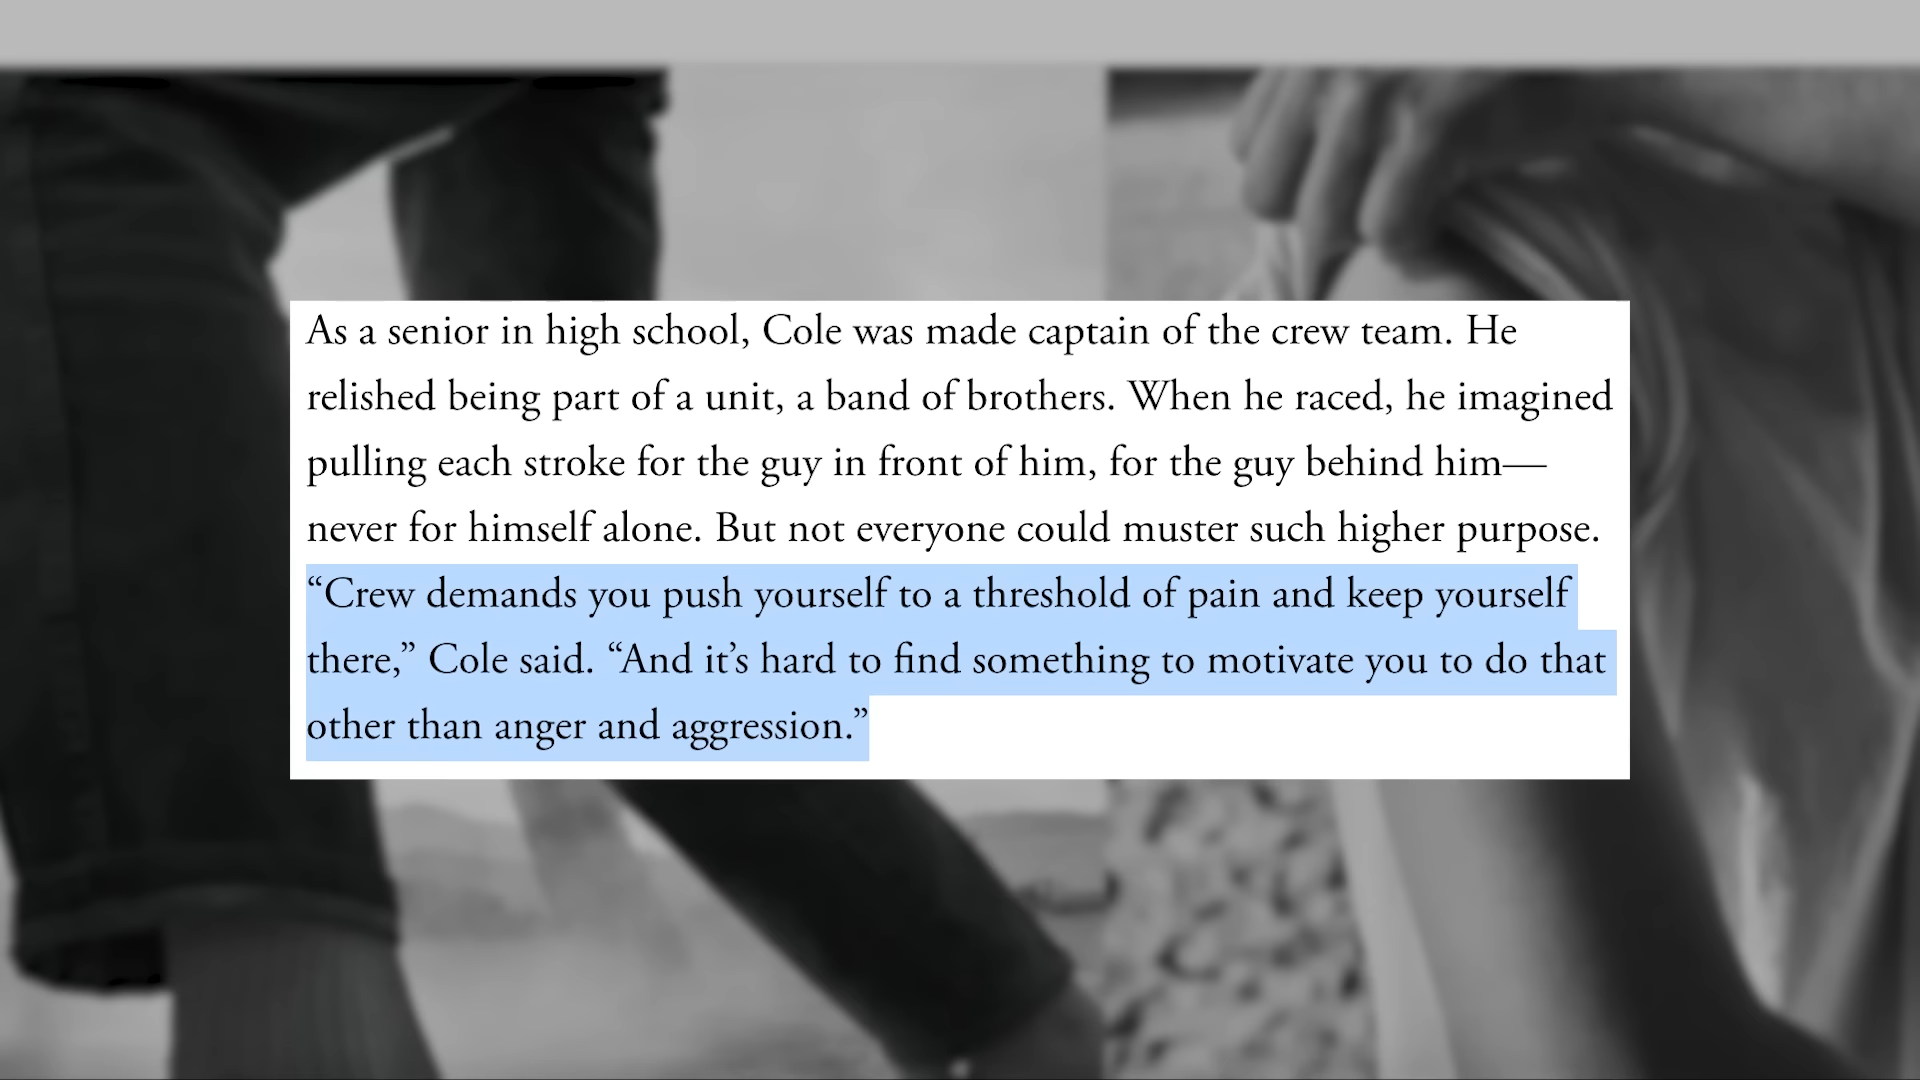 As a senior in high school, Cole was made captain of the crew team. He
relished being part of a unit, a band of brothers. When he raced, he imagined
pulling each stroke for the guy in front of him, for the guy behind him—
never for himself alone. But not everyone could muster such higher purpose.
“Crew demands you push yourself to a threshold of pain and keep yourself
there,” Cole said. “And it’s hard to find something to motivate you to do that
other than anger and aggression.”